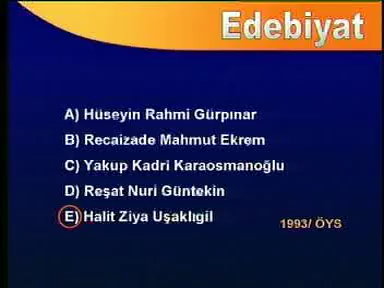 Edebiyat
A) Hüseyin Rahmi Gürpınar
B) Recaizade Mahmut Ekrem
C) Yakup Kadri Karaosmanoğlu
D) Reşat Nuri Güntekin
E) Halit Ziya Uşaklıgil
1993/ ÖYS